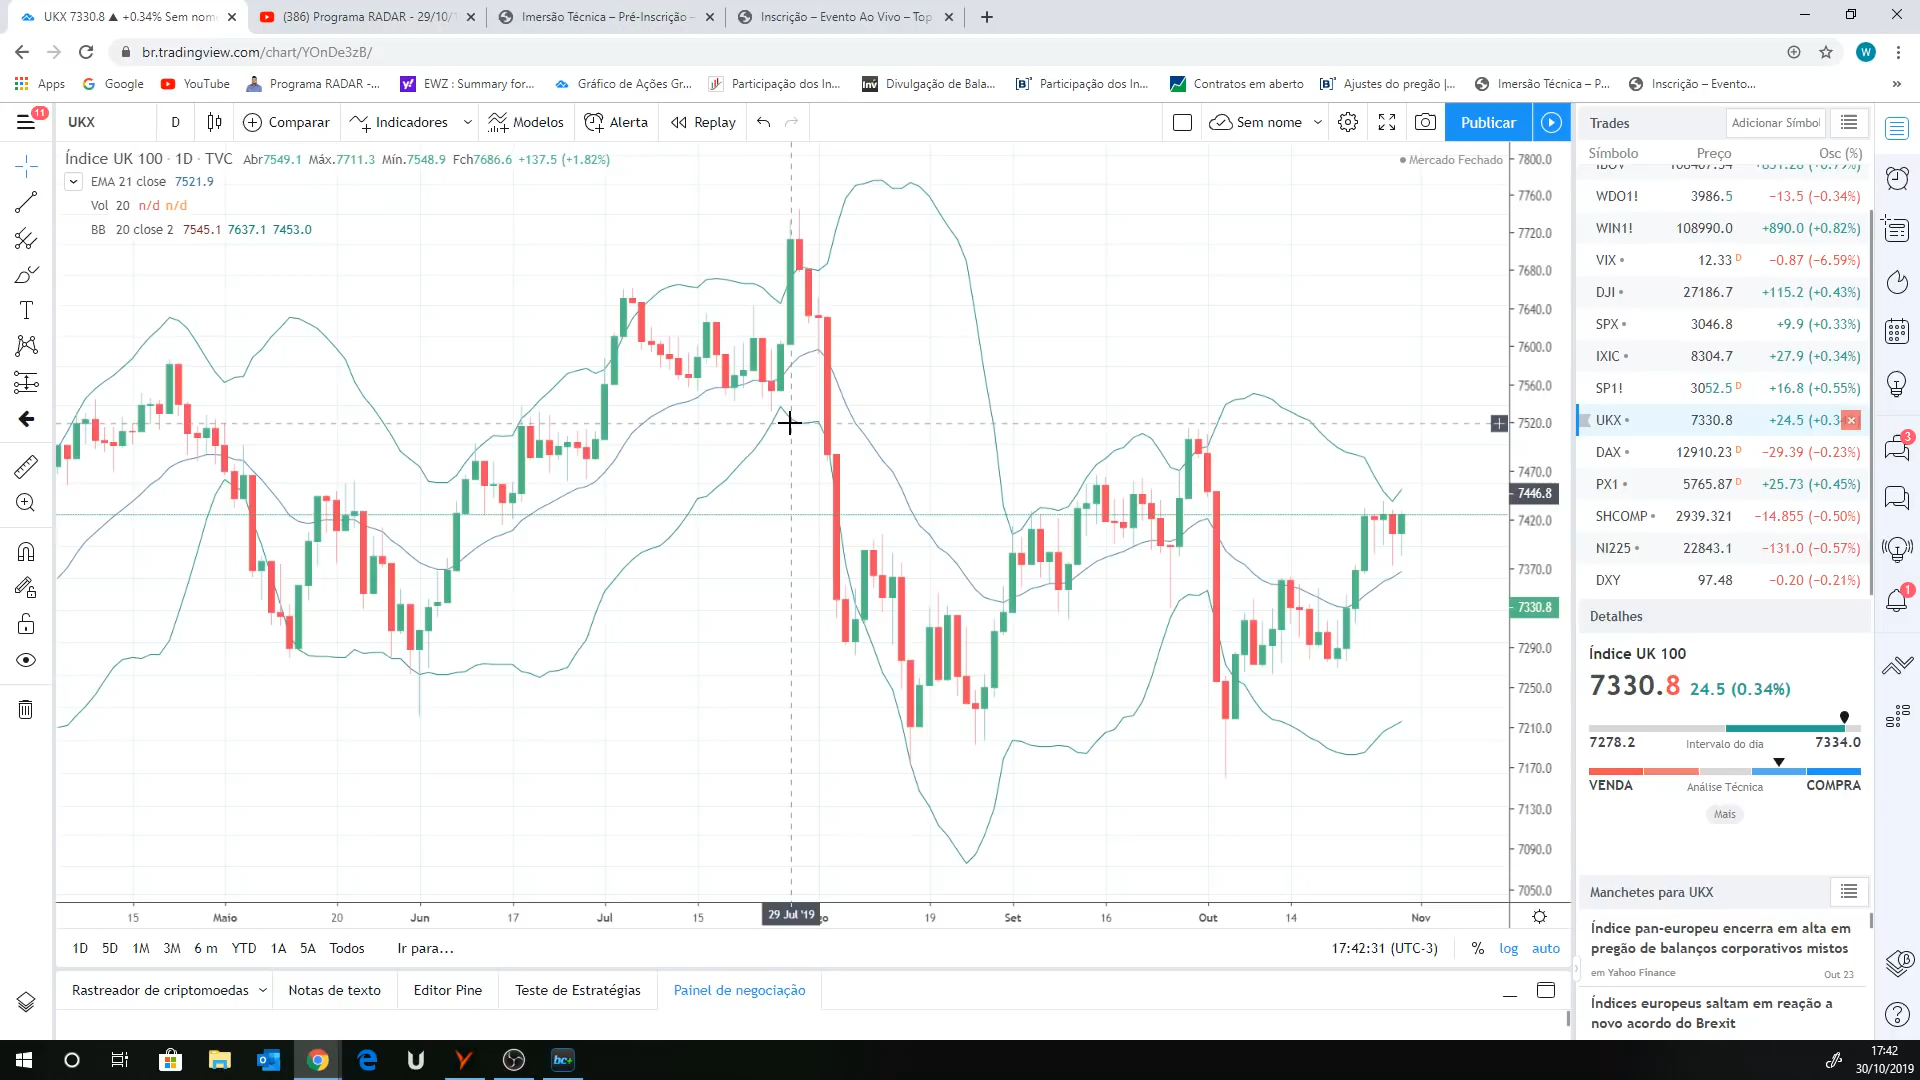 UKX 7330.8 ▲ +0.34% Sem nom
(386) Programa RADAR - 29/10/
Imersão Técnica – Pré-Inscrição –
Inscrição – Evento Ao Vivo – Top
br.tradingview.com/chart/YOnDe3zB/
W
Apps Google YouTube Programa RADAR -... EWZ : Summary for... Gráfico de Ações Gr... Participação dos In... Divulgação de Bala... Participação dos In... Contratos em aberto Ajustes do pregão |... Imersão Técnica – P... Inscrição – Evento... »
11
UKX D Comparar Indicadores Modelos Alerta Replay Sem nome Publicar
Índice UK 100 · 1D · TVC Abr7549.1 Máx.7711.3 Mín.7548.9 Fch7686.6 +137.5 (+1.82%)
Mercado Fechado
EMA 21 close 7521.9
Vol 20 n/d n/d
BB 20 close 2 7545.1 7637.1 7453.0
7800.0
7760.0
7720.0
7680.0
7640.0
7600.0
7560.0
7520.0
7470.0
7446.8
7420.0
7370.0
7330.8
7290.0
7250.0
7210.0
7170.0
7130.0
7090.0
7050.0
15 Maio 20 Jun 17 Jul 15 29 Jul '19 19 Set 16 Out 14 Nov
1D 5D 1M 3M 6 m YTD 1A 5A Todos Ir para... 17:42:31 (UTC-3) % log auto
Rastreador de criptomoedas Notas de texto Editor Pine Teste de Estratégias Painel de negociação
Trades Adicionar Símbol
Símbolo Preço Osc (%)
WDO1! 3986.5 −13.5 (−0.34%)
WIN1! 108990.0 +890.0 (+0.82%)
VIX 12.33 D −0.87 (−6.59%)
DJI 27186.7 +115.2 (+0.43%)
SPX 3046.8 +9.9 (+0.33%)
IXIC 8304.7 +27.9 (+0.34%)
SP1! 3052.5 D +16.8 (+0.55%)
UKX 7330.8 +24.5 (+0.34
DAX 12910.23 D −29.39 (−0.23%)
PX1 5765.87 D +25.73 (+0.45%)
SHCOMP 2939.321 −14.855 (−0.50%)
NI225 22843.1 −131.0 (−0.57%)
DXY 97.48 −0.20 (−0.21%)
Detalhes
Índice UK 100
7330.8 24.5 (0.34%)
7278.2 Intervalo do dia 7334.0
VENDA Análise Técnica COMPRA
Mais
Manchetes para UKX
Índice pan-europeu encerra em alta em
pregão de balanços corporativos mistos
em Yahoo Finance Out 23
Índices europeus saltam em reação a
novo acordo do Brexit
3
1
bc+
17:42
30/10/2019